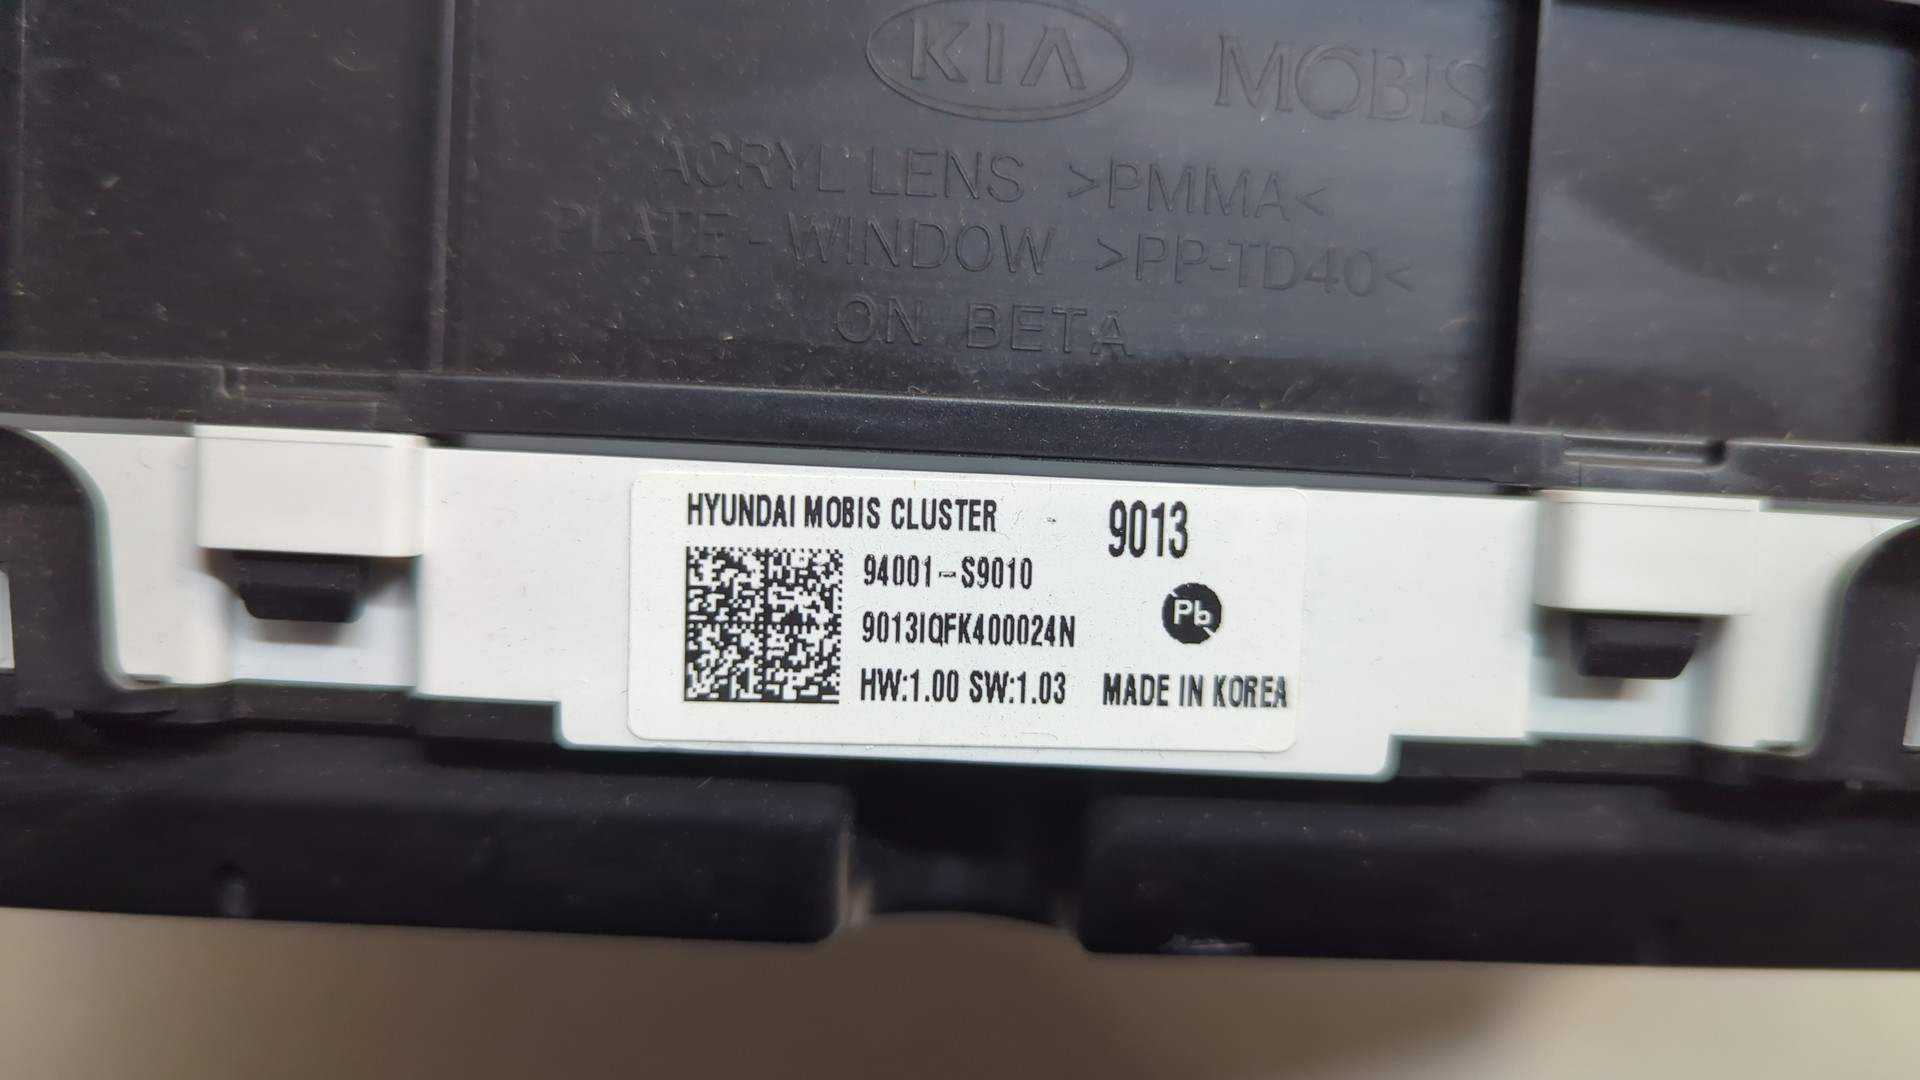 KIA MOBIS
ACRYL LENS >PMMA<
PLATE - WINDOW >PP-TD40<
ON BETA
HYUNDAI MOBIS CLUSTER 9013
94001-S9010
9013IQFK400024N
Pb
HW:1.00 SW:1.03 MADE IN KOREA